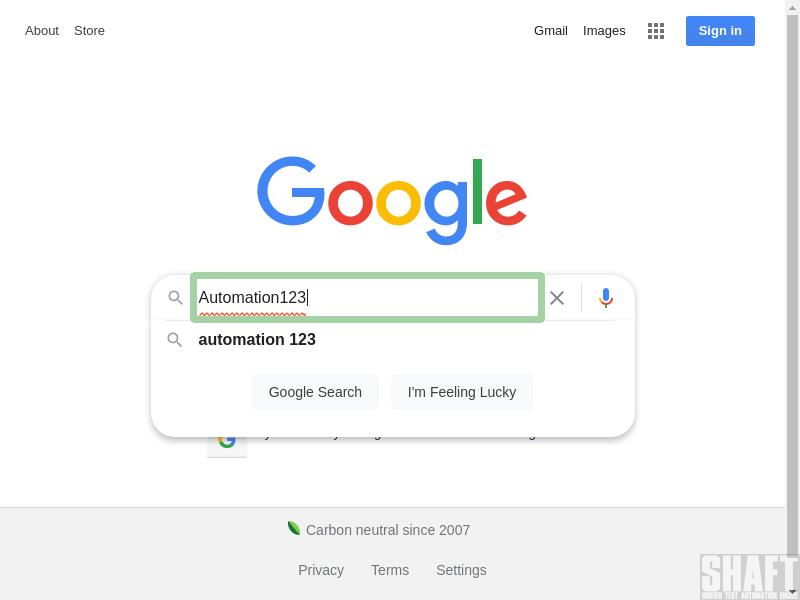 About Store
Gmail Images
Sign in
Google
Automation123
automation 123
Google Search
I'm Feeling Lucky
Carbon neutral since 2007
Privacy Terms Settings
SHAFT